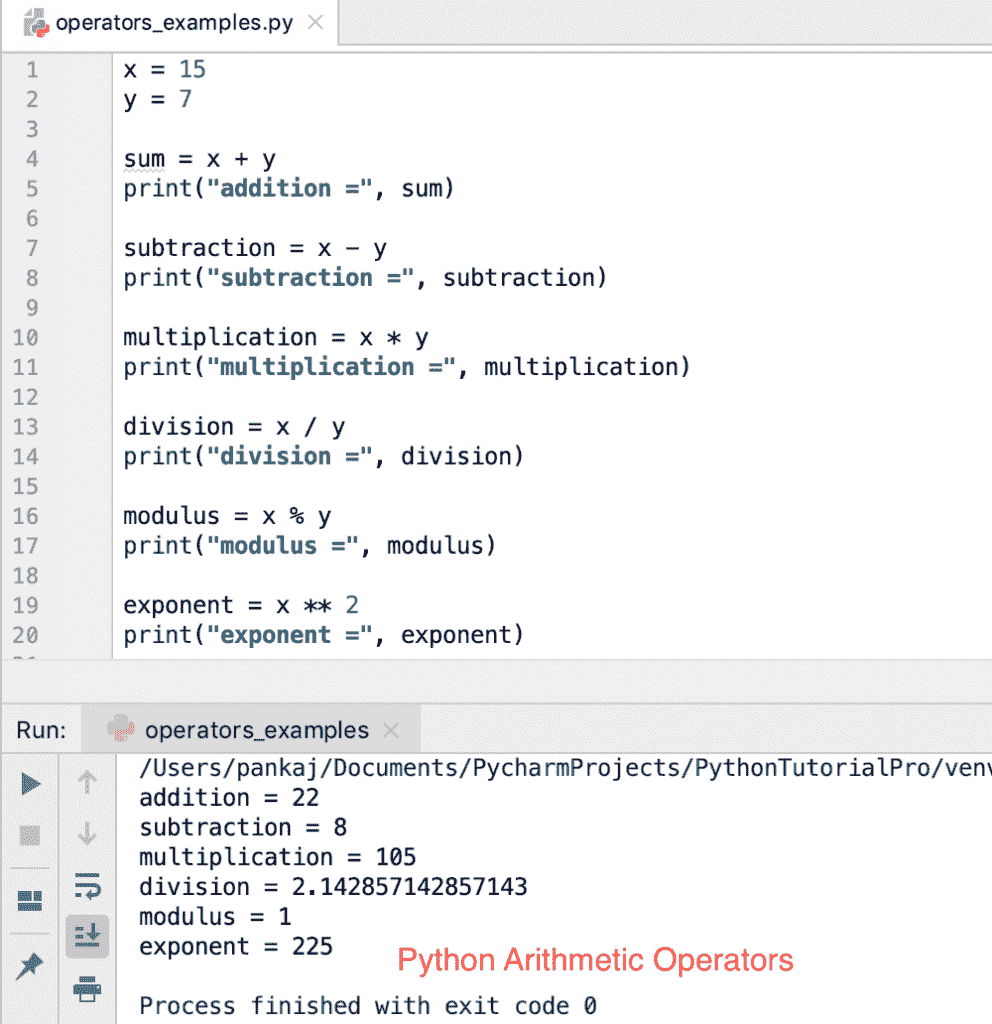 operators_examples.py
1 x = 15
2 y = 7
3
4 sum = x + y
5 print("addition =", sum)
6
7 subtraction = x - y
8 print("subtraction =", subtraction)
9
10 multiplication = x * y
11 print("multiplication =", multiplication)
12
13 division = x / y
14 print("division =", division)
15
16 modulus = x % y
17 print("modulus =", modulus)
18
19 exponent = x ** 2
20 print("exponent =", exponent)
Run: operators_examples
/Users/pankaj/Documents/PycharmProjects/PythonTutorialPro/venv
addition = 22
subtraction = 8
multiplication = 105
division = 2.142857142857143
modulus = 1
exponent = 225
Python Arithmetic Operators
Process finished with exit code 0